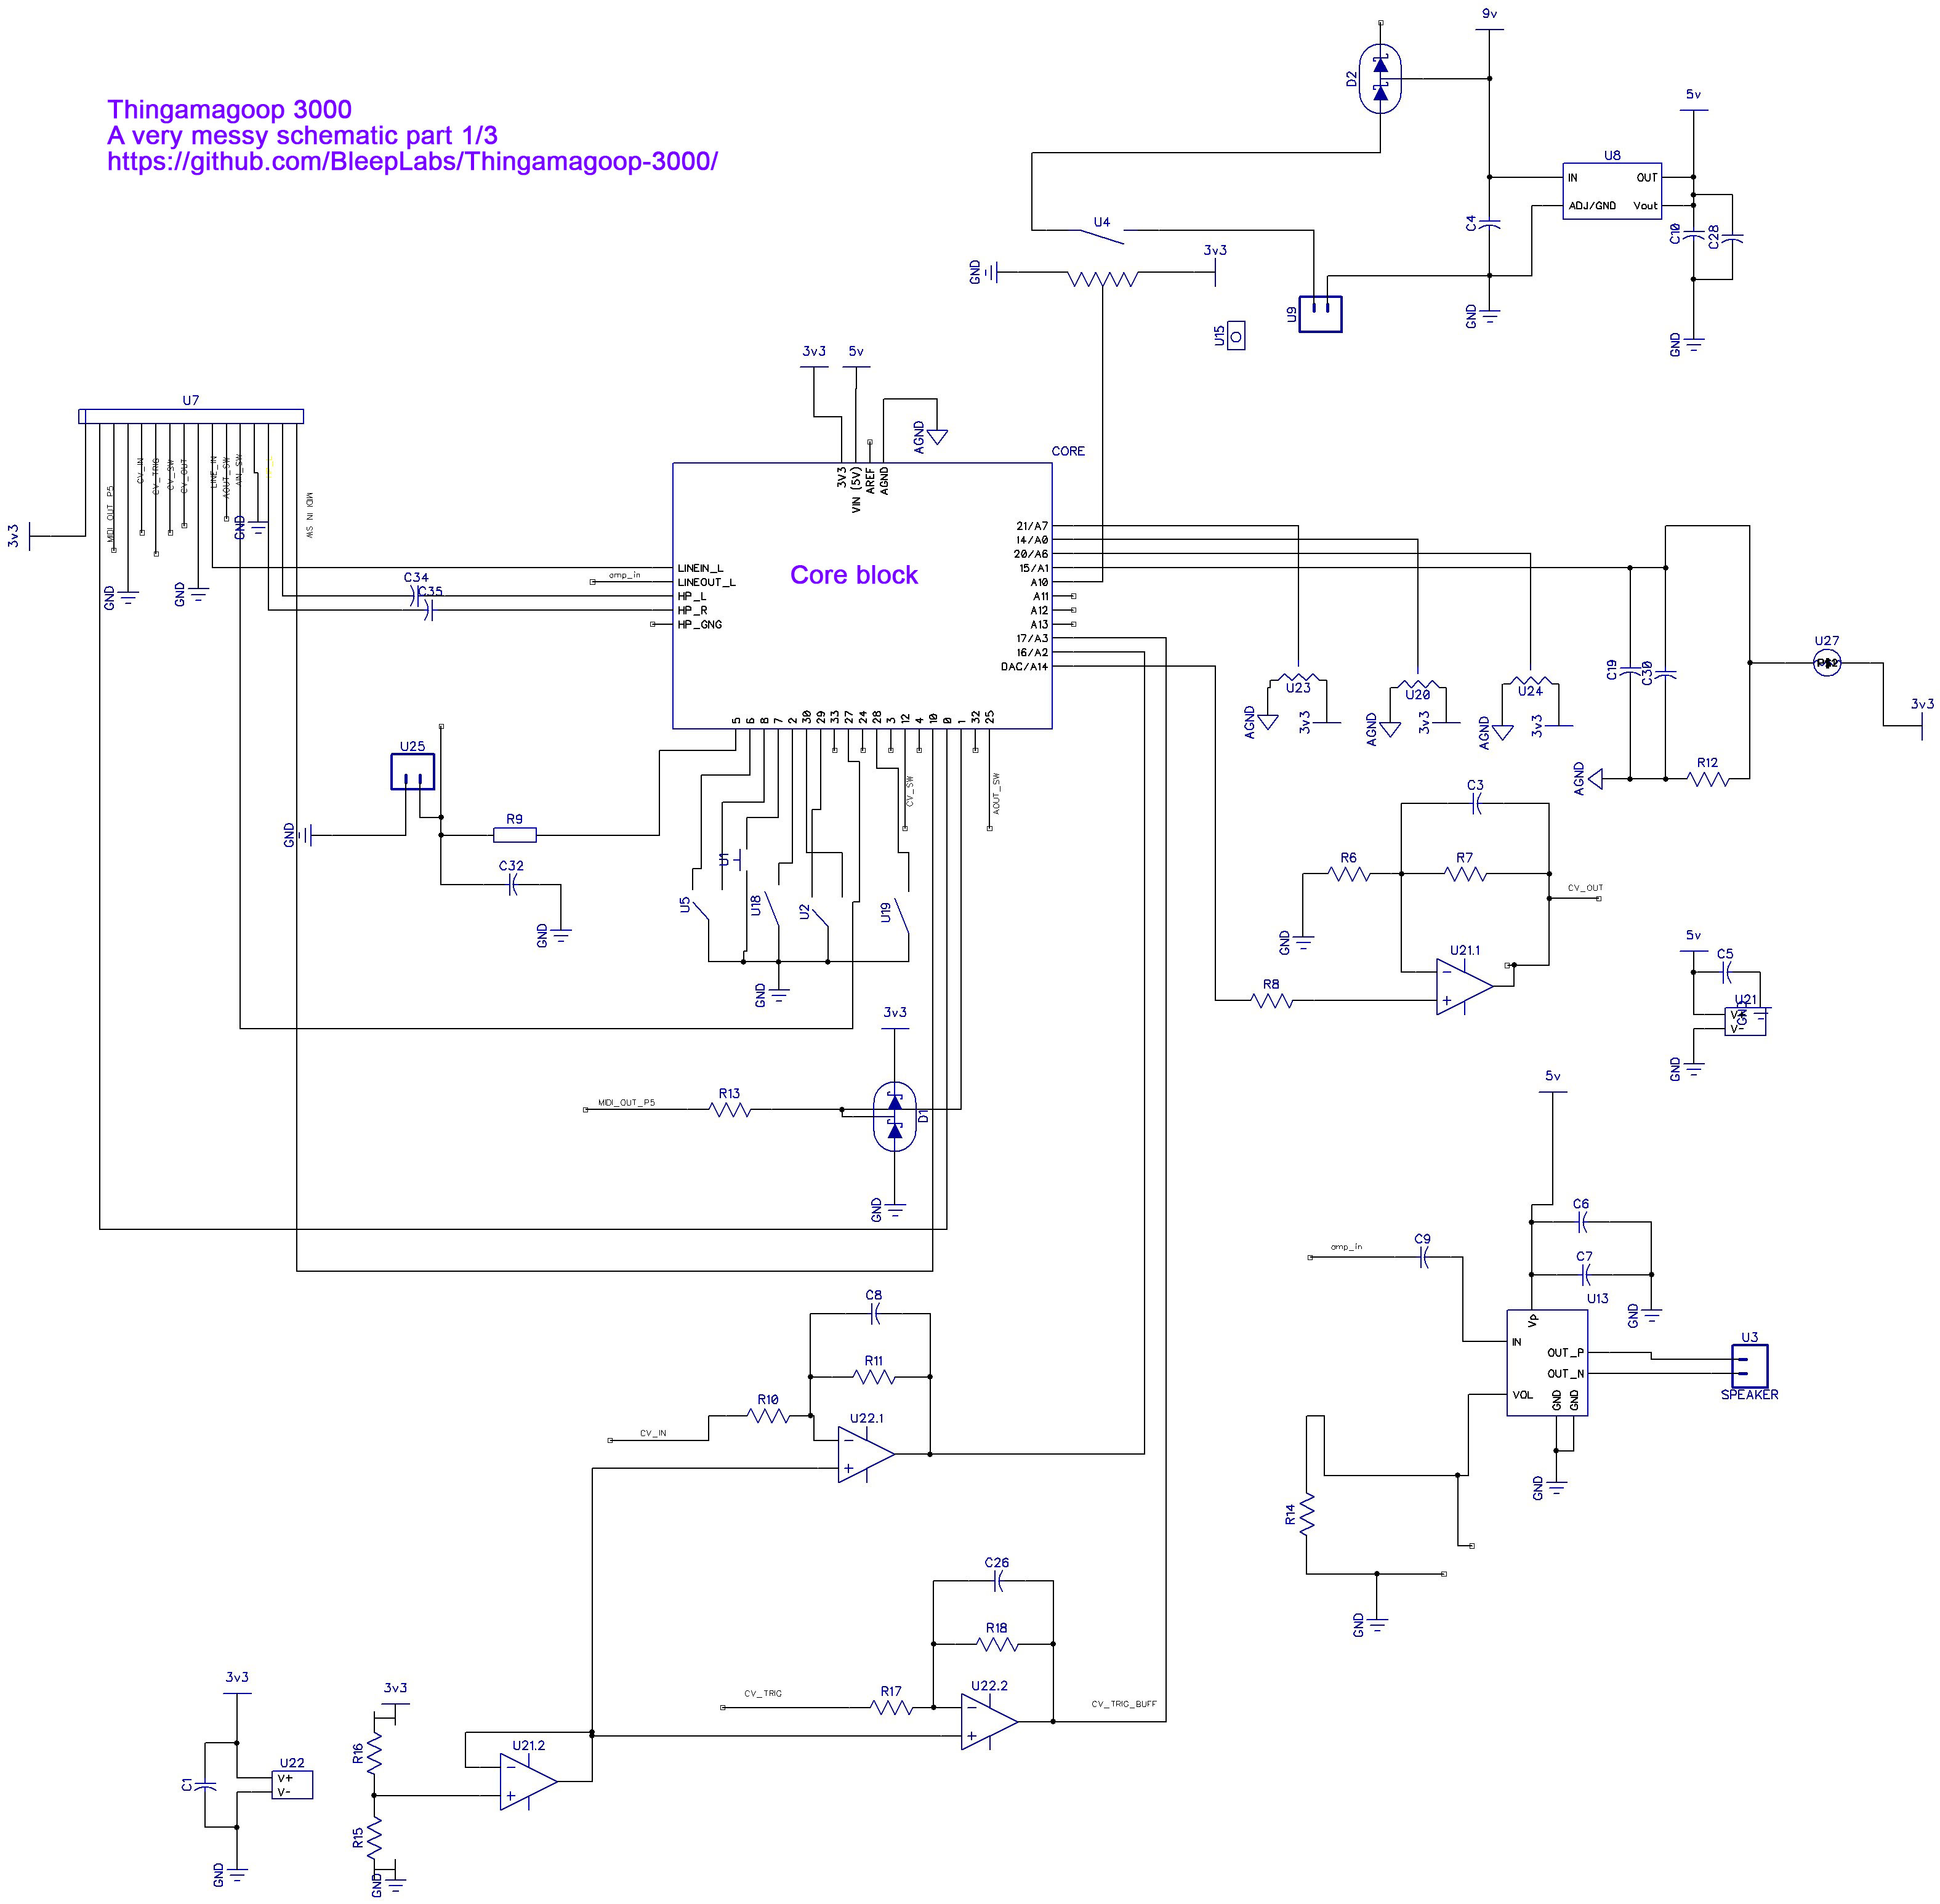 Thingamagoop 3000
A very messy schematic part 1/3
https://github.com/BleepLabs/Thingamagoop-3000/
D2
9v
5v
U8
IN
OUT
ADJ/GND
Vout
C4
C10
C28
GND
GND
U4
GND
3v3
U9
U15
3v3
5v
AGND
U7
3v3
MIDI_OUT_P5
CV_IN
CV_TRIG
CV_SW
CV_OUT
LINE_IN
AOUT_SW
AIN_SW
MIDI IN SW
GND
GND
GND
CORE
Core block
3V3
VIN (5V)
AREF
AGND
LINEIN_L
LINEOUT_L
HP_L
HP_R
HP_GNG
amp_in
C34
C35
21/A7
14/A0
20/A6
15/A1
A10
A11
A12
A13
17/A3
16/A2
DAC/A14
5
6
8
7
2
30
29
33
27
24
28
3
12
4
10
0
1
32
25
CV_SW
AOUT_SW
U23
AGND
3v3
U20
AGND
3v3
U24
AGND
3v3
C19
C30
U27
3v3
AGND
R12
U25
GND
R9
C32
GND
U5
U1
U18
U2
U19
GND
C3
R6
R7
GND
CV_OUT
U21.1
R8
5v
C5
U21
V+
V-
GND
GND
3v3
MIDI_OUT_P5
R13
D1
GND
5v
C6
C7
GND
amp_in
C9
U13
Vp
IN
OUT_P
OUT_N
VOL
GND
GND
U3
SPEAKER
GND
R14
GND
C8
R11
R10
CV_IN
U22.1
C26
R18
CV_TRIG
R17
U22.2
CV_TRIG_BUFF
3v3
C1
U22
V+
V-
GND
3v3
R16
R15
GND
U21.2